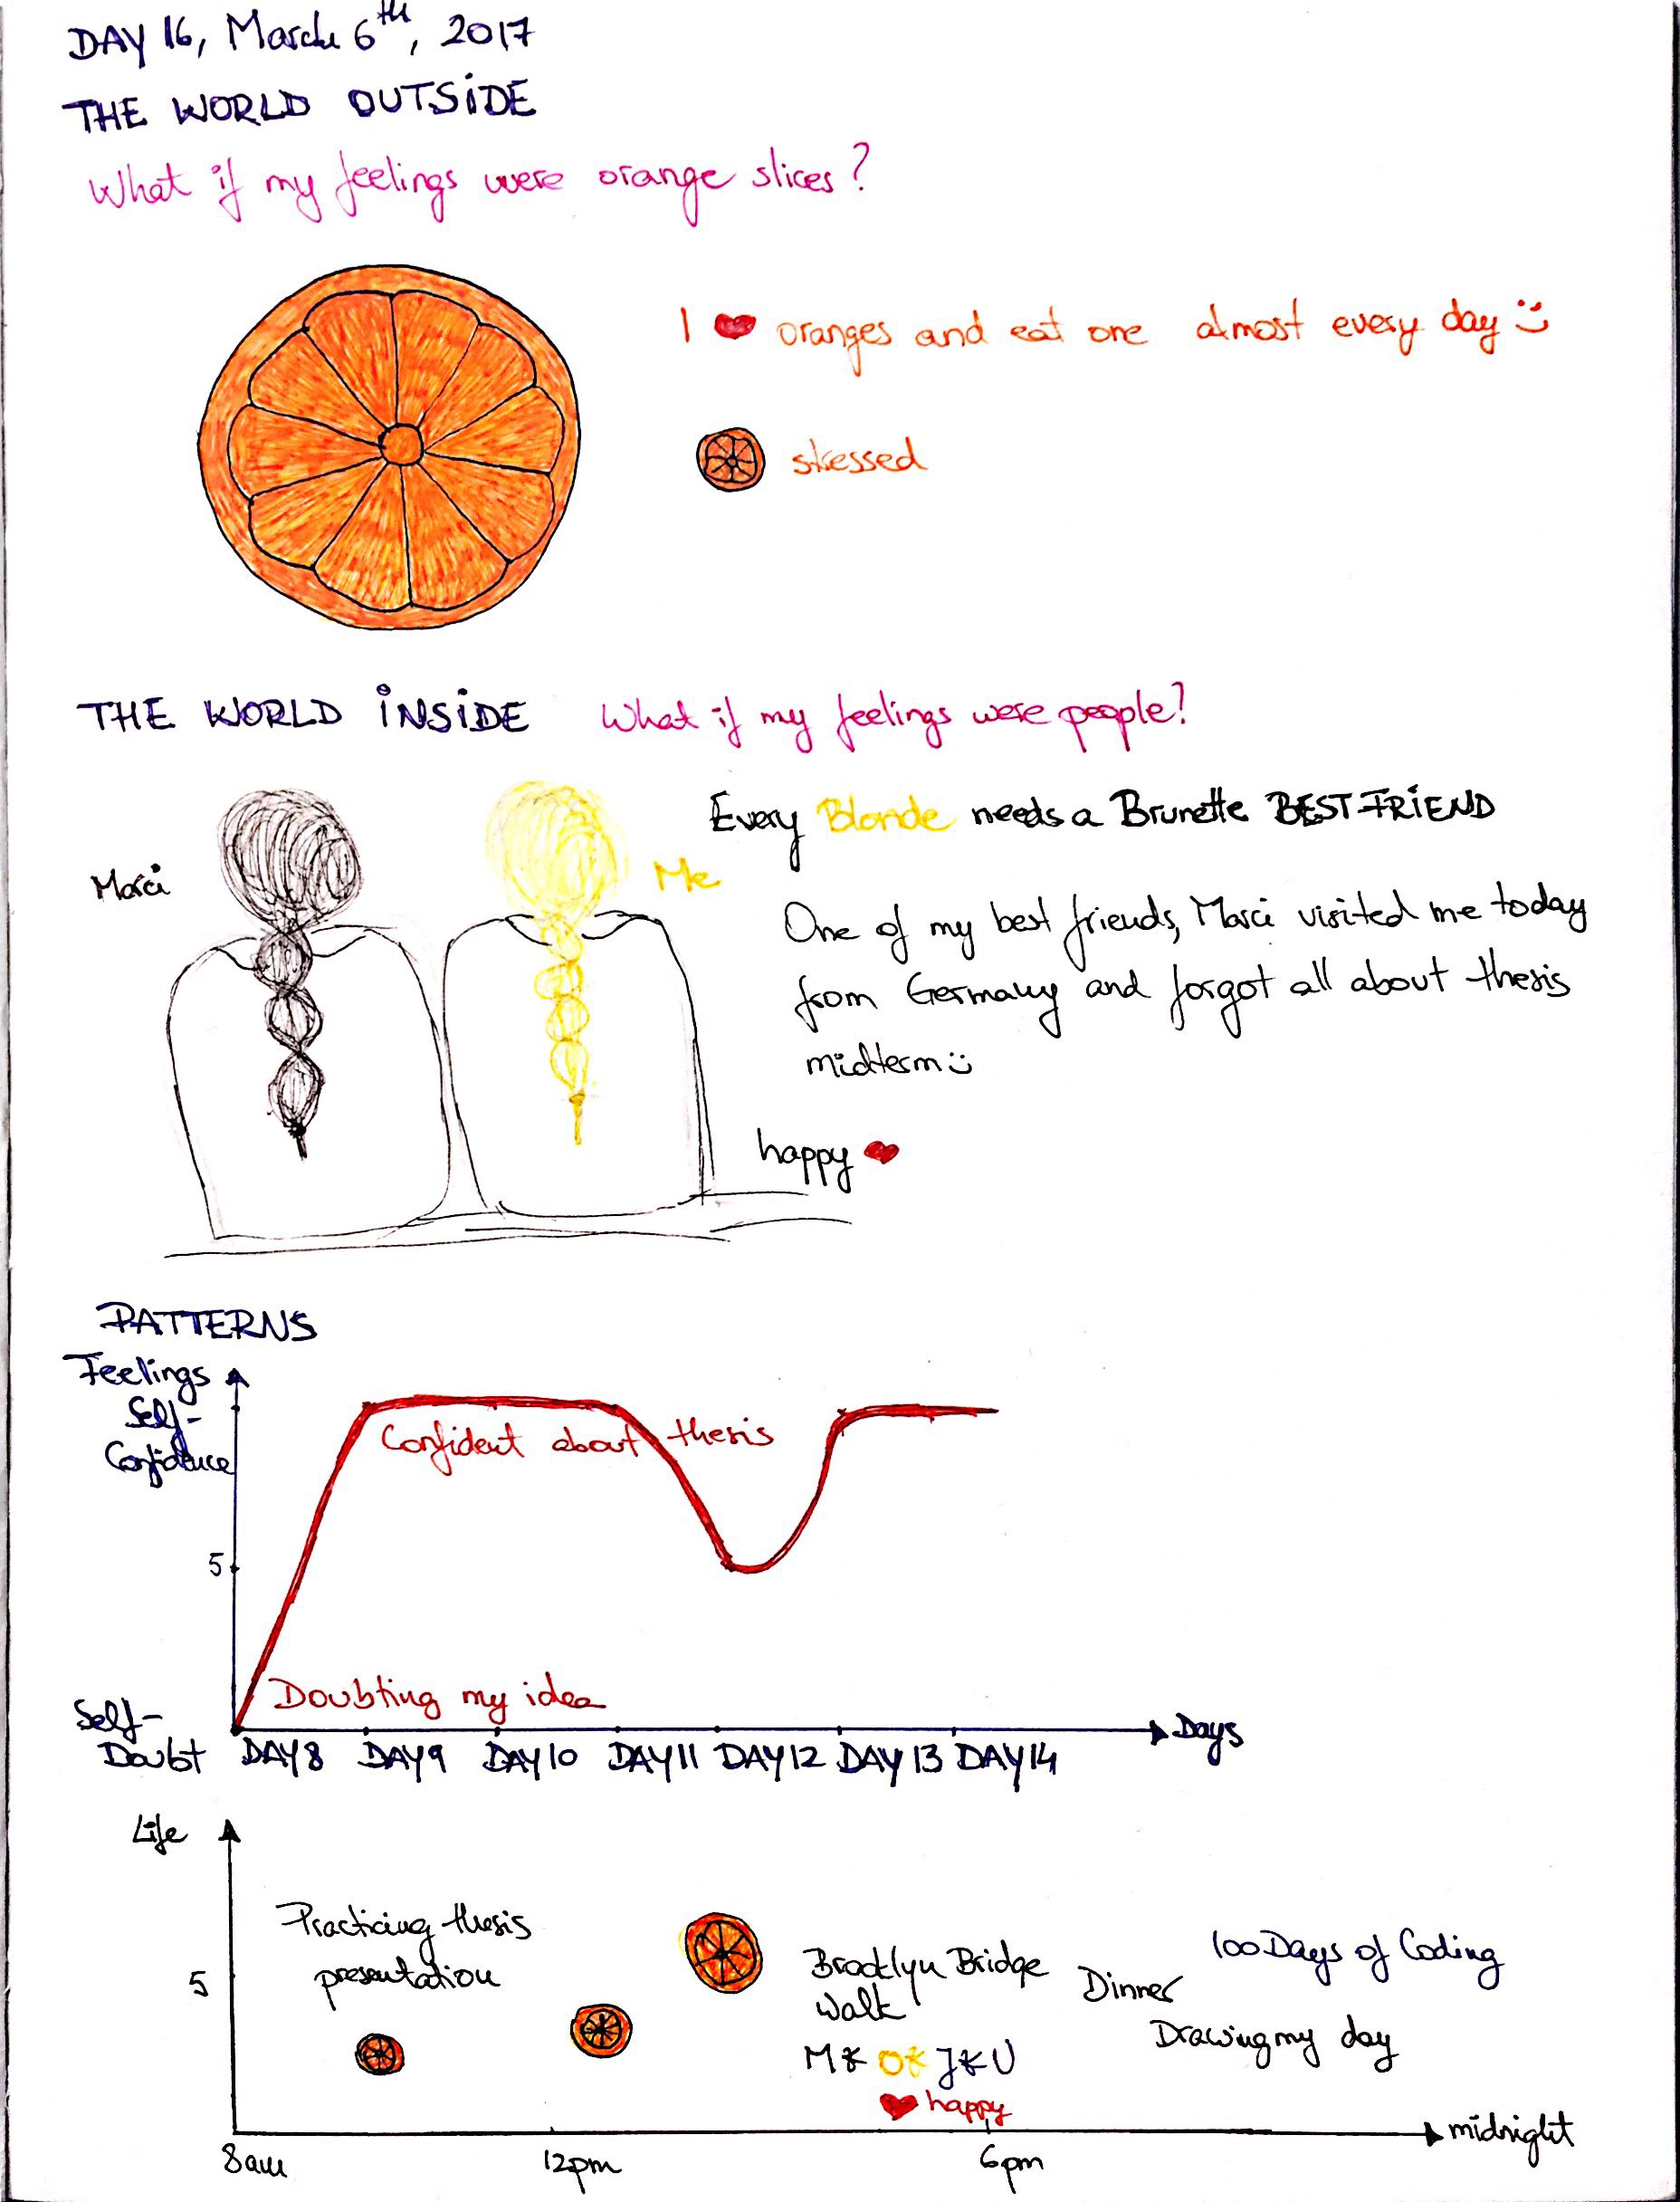 DAY 16, March 6th, 2017
THE WORLD OUTSIDE
What if my feelings were orange slices?
I ❤ oranges and eat one almost every day :)
stressed
THE WORLD INSIDE What if my feelings were people?
Every Blonde needs a Brunette BEST FRIEND
Marci
Me
One of my best friends, Marci visited me today
from Germany and forgot all about thesis
midterm :)
happy ❤
PATTERNS
Feelings
Self-
Confidence
Confident about thesis
5
Doubting my idea
Self-
Doubt
DAY 8 DAY 9 DAY 10 DAY 11 DAY 12 DAY 13 DAY 14
Days
Life
Practicing thesis
presentation
5
Brooklyn Bridge
Walk
Dinner
100 Days of Coding
Drawing my day
❤ happy
8am 12pm 6pm midnight